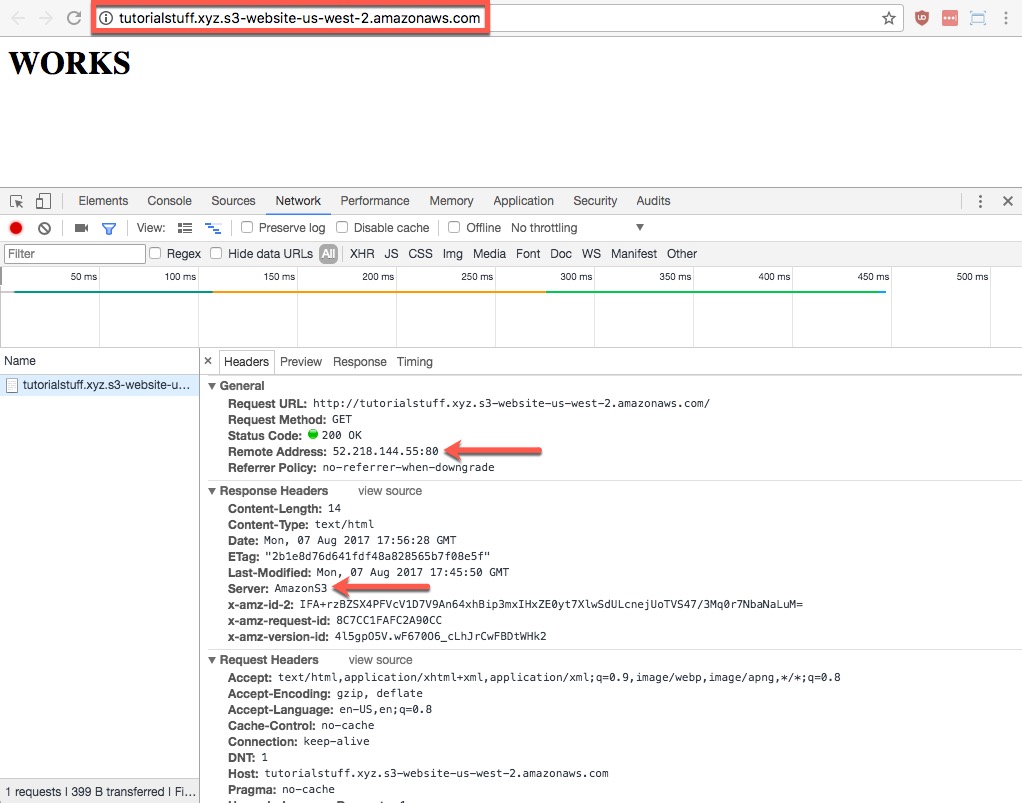 tutorialstuff.xyz.s3-website-us-west-2.amazonaws.com
WORKS
Elements Console Sources Network Performance Memory Application Security Audits
View: Preserve log Disable cache Offline No throttling
Filter Regex Hide data URLs All XHR JS CSS Img Media Font Doc WS Manifest Other
50 ms 100 ms 150 ms 200 ms 250 ms 300 ms 350 ms 400 ms 450 ms 500 ms
Name
tutorialstuff.xyz.s3-website-u...
1 requests | 399 B transferred | Fi...
Headers Preview Response Timing
General
Request URL: http://tutorialstuff.xyz.s3-website-us-west-2.amazonaws.com/
Request Method: GET
Status Code: 200 OK
Remote Address: 52.218.144.55:80
Referrer Policy: no-referrer-when-downgrade
Response Headers view source
Content-Length: 14
Content-Type: text/html
Date: Mon, 07 Aug 2017 17:56:28 GMT
ETag: "2b1e8d76d641fdf48a828565b7f08e5f"
Last-Modified: Mon, 07 Aug 2017 17:45:50 GMT
Server: AmazonS3
x-amz-id-2: IFA+rzBZSX4PFVcV1D7V9An64xhBip3mxIHxZE0yt7XlwSdULcnejUoTVS47/3Mq0r7NbaNaLuM=
x-amz-request-id: 8C7CC1FAFC2A90CC
x-amz-version-id: 4l5gpO5V.wF670O6_cLhJrCwFBDtWHk2
Request Headers view source
Accept: text/html,application/xhtml+xml,application/xml;q=0.9,image/webp,image/apng,*/*;q=0.8
Accept-Encoding: gzip, deflate
Accept-Language: en-US,en;q=0.8
Cache-Control: no-cache
Connection: keep-alive
DNT: 1
Host: tutorialstuff.xyz.s3-website-us-west-2.amazonaws.com
Pragma: no-cache